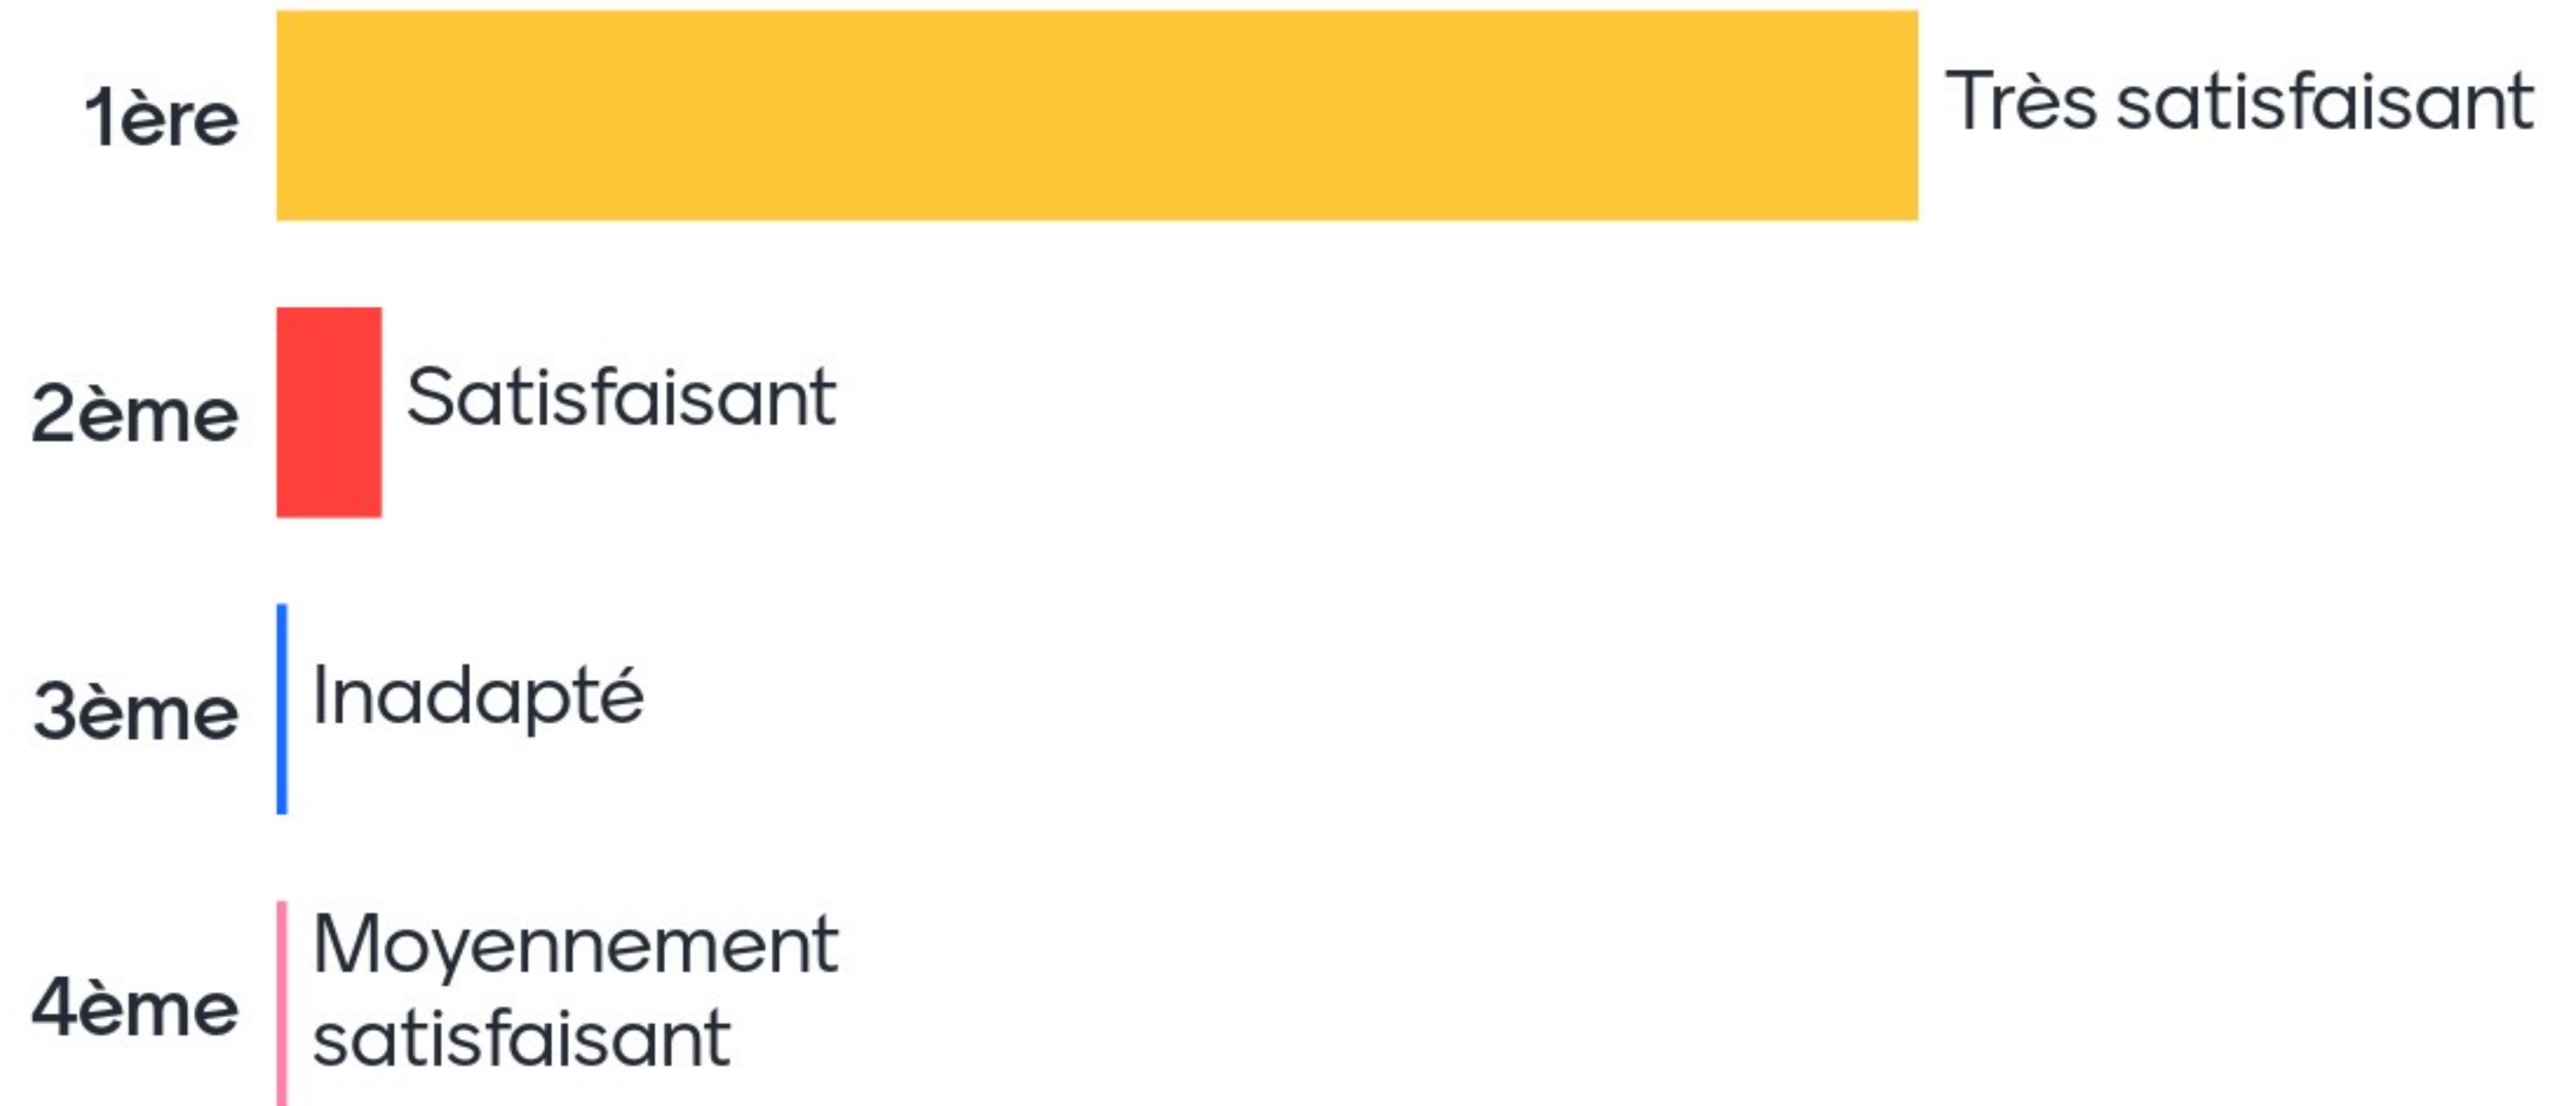 1ère
Très satisfaisant
2ème
Satisfaisant
3ème
Inadapté
4ème
Moyennement
satisfaisant